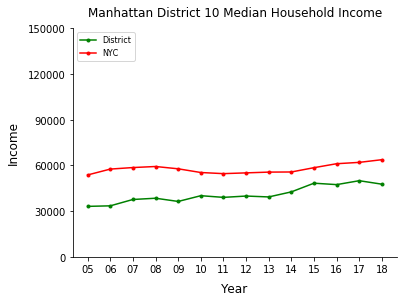 Manhattan District 10 Median Household Income
150000
120000
90000
60000
30000
0
Income
District
NYC
05 06 07 08 09 10 11 12 13 14 15 16 17 18
Year